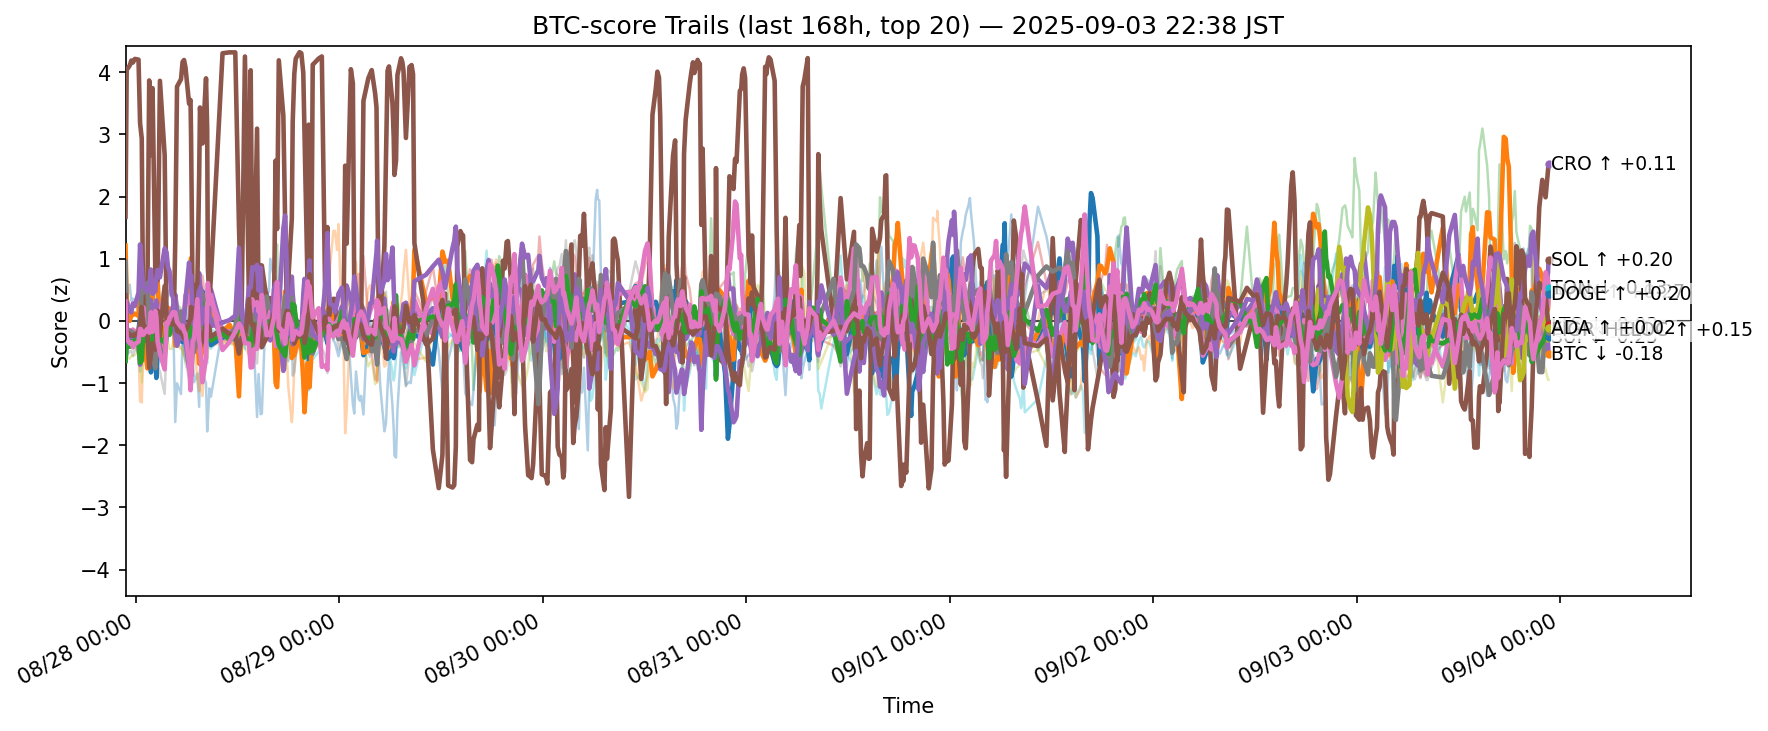 BTC-score Trails (last 168h, top 20) — 2025-09-03 22:38 JST
Score (z)
4
3
2
1
0
−1
−2
−3
−4
CRO ↑ +0.11
SOL ↑ +0.20
DOGE ↑ +0.20
ADA ↑ +0.02
↑ +0.15
BTC ↓ -0.18
08/28 00:00
08/29 00:00
08/30 00:00
08/31 00:00
09/01 00:00
09/02 00:00
09/03 00:00
09/04 00:00
Time